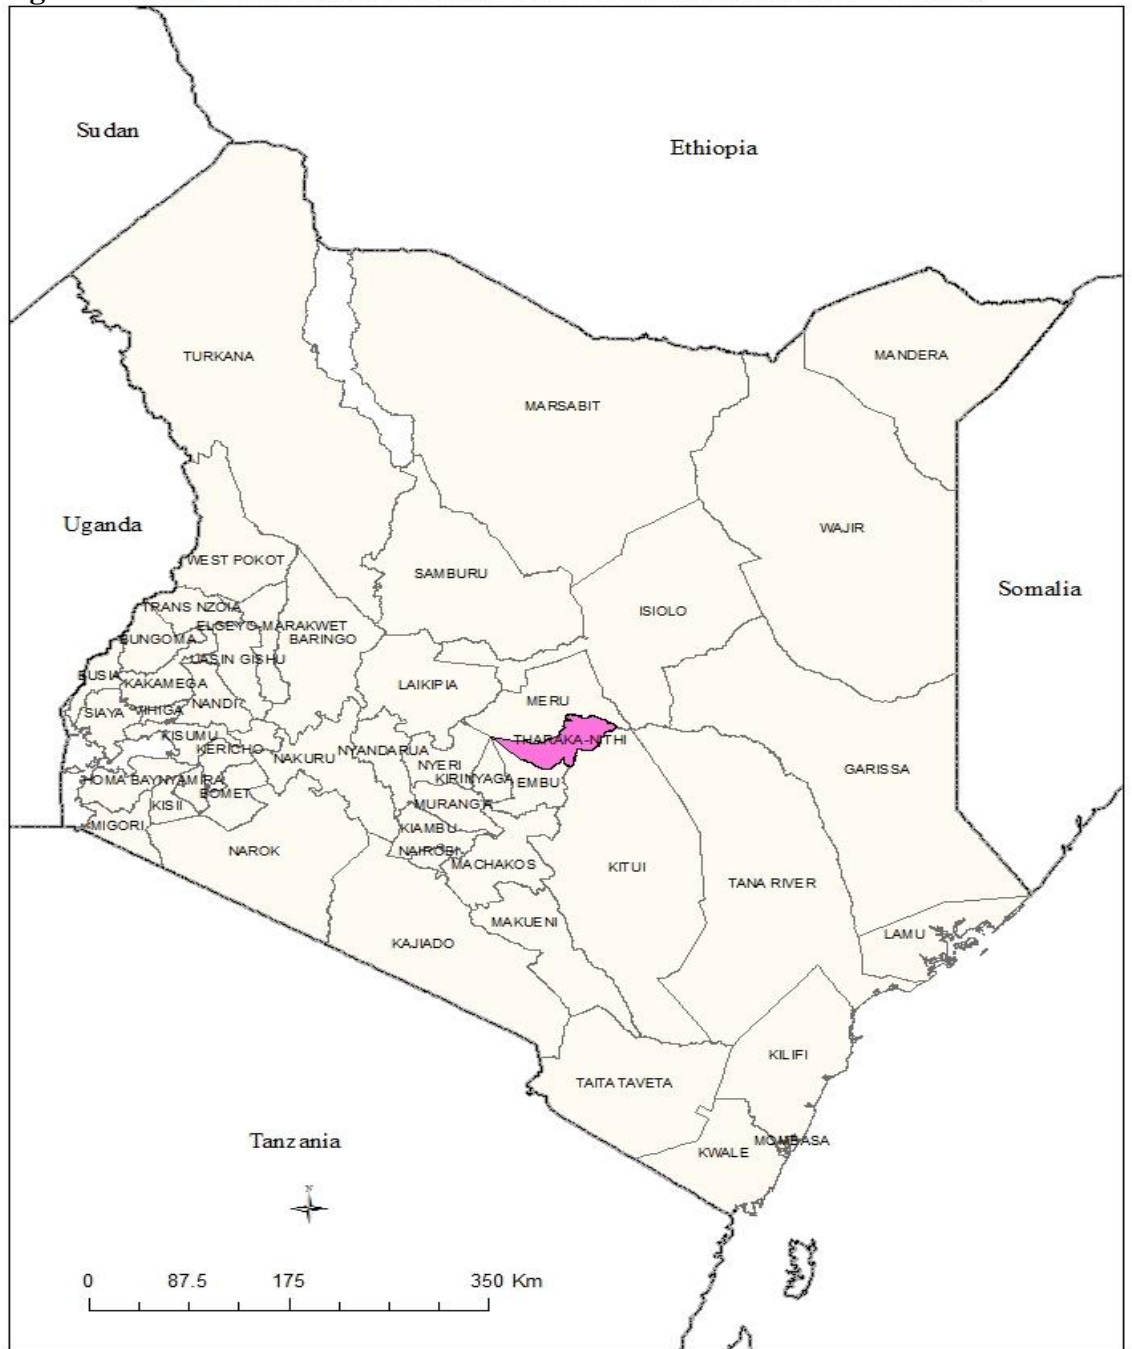 Sudan
Ethiopia
TURKANA
MANDERA
MARSABIT
Uganda
WAJIR
WEST POKOT
SAMBURU
Somalia
TRANS NZOIA
ISIOLO
ELGEYO-MARAKWET
BUNGOMA
BARINGO
UASIN GISHU
BUSIA
KAKAMEGA
LAIKIPIA
MERU
SIAYA
VIHIGA
NANDI
KISUMU
THARAKA-NITHI
KERICHO
NYANDARUA
NAKURU
NYERI
GARISSA
HOMA BAY
NYAMIRA
KIRINYAGA
EMBU
BOMET
KISII
MURANGA
MIGORI
KIAMBU
NAROK
NAIROBI
MACHAKOS
KITUI
TANA RIVER
MAKUENI
LAMU
KAJIADO
KILIFI
TAITA TAVETA
Tanzania
MOMBASA
KWALE
N
0 87.5 175 350 Km